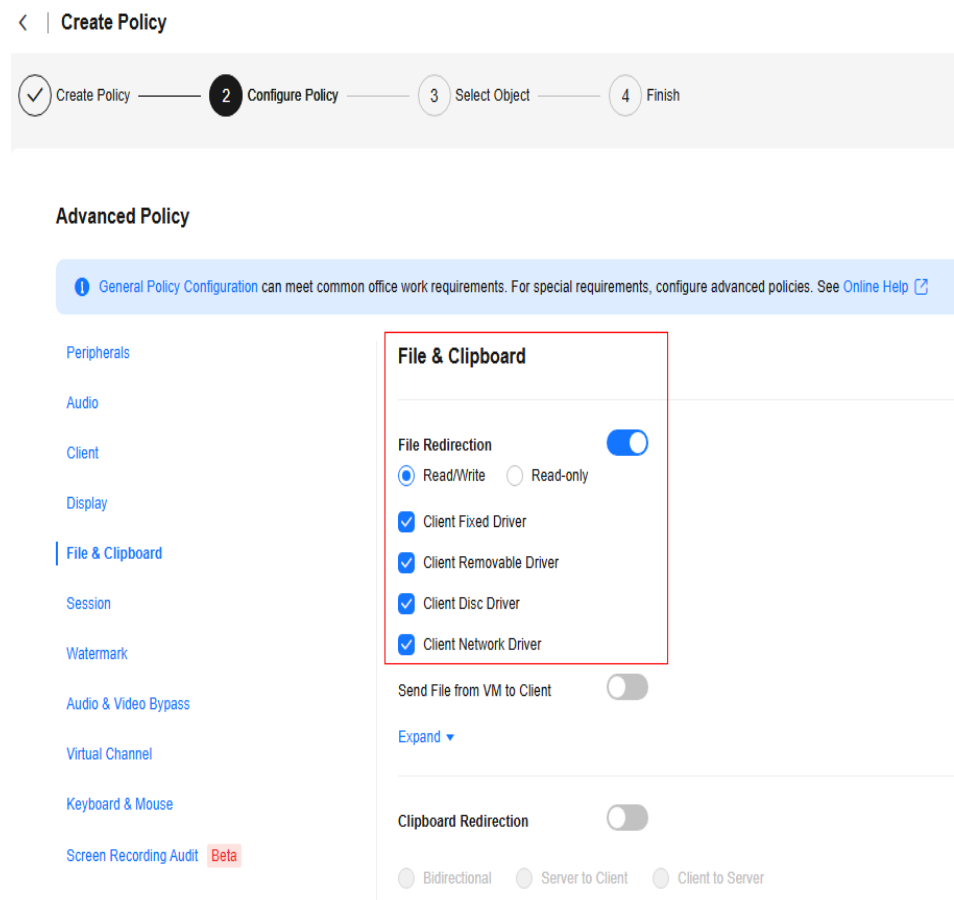 Create Policy
Create Policy
2 Configure Policy
3 Select Object
4 Finish
Advanced Policy
General Policy Configuration can meet common office work requirements. For special requirements, configure advanced policies. See Online Help
Peripherals
Audio
Client
Display
File & Clipboard
Session
Watermark
Audio & Video Bypass
Virtual Channel
Keyboard & Mouse
Screen Recording Audit Beta
File & Clipboard
File Redirection
Read/Write Read-only
Client Fixed Driver
Client Removable Driver
Client Disc Driver
Client Network Driver
Send File from VM to Client
Expand
Clipboard Redirection
Bidirectional Server to Client Client to Server